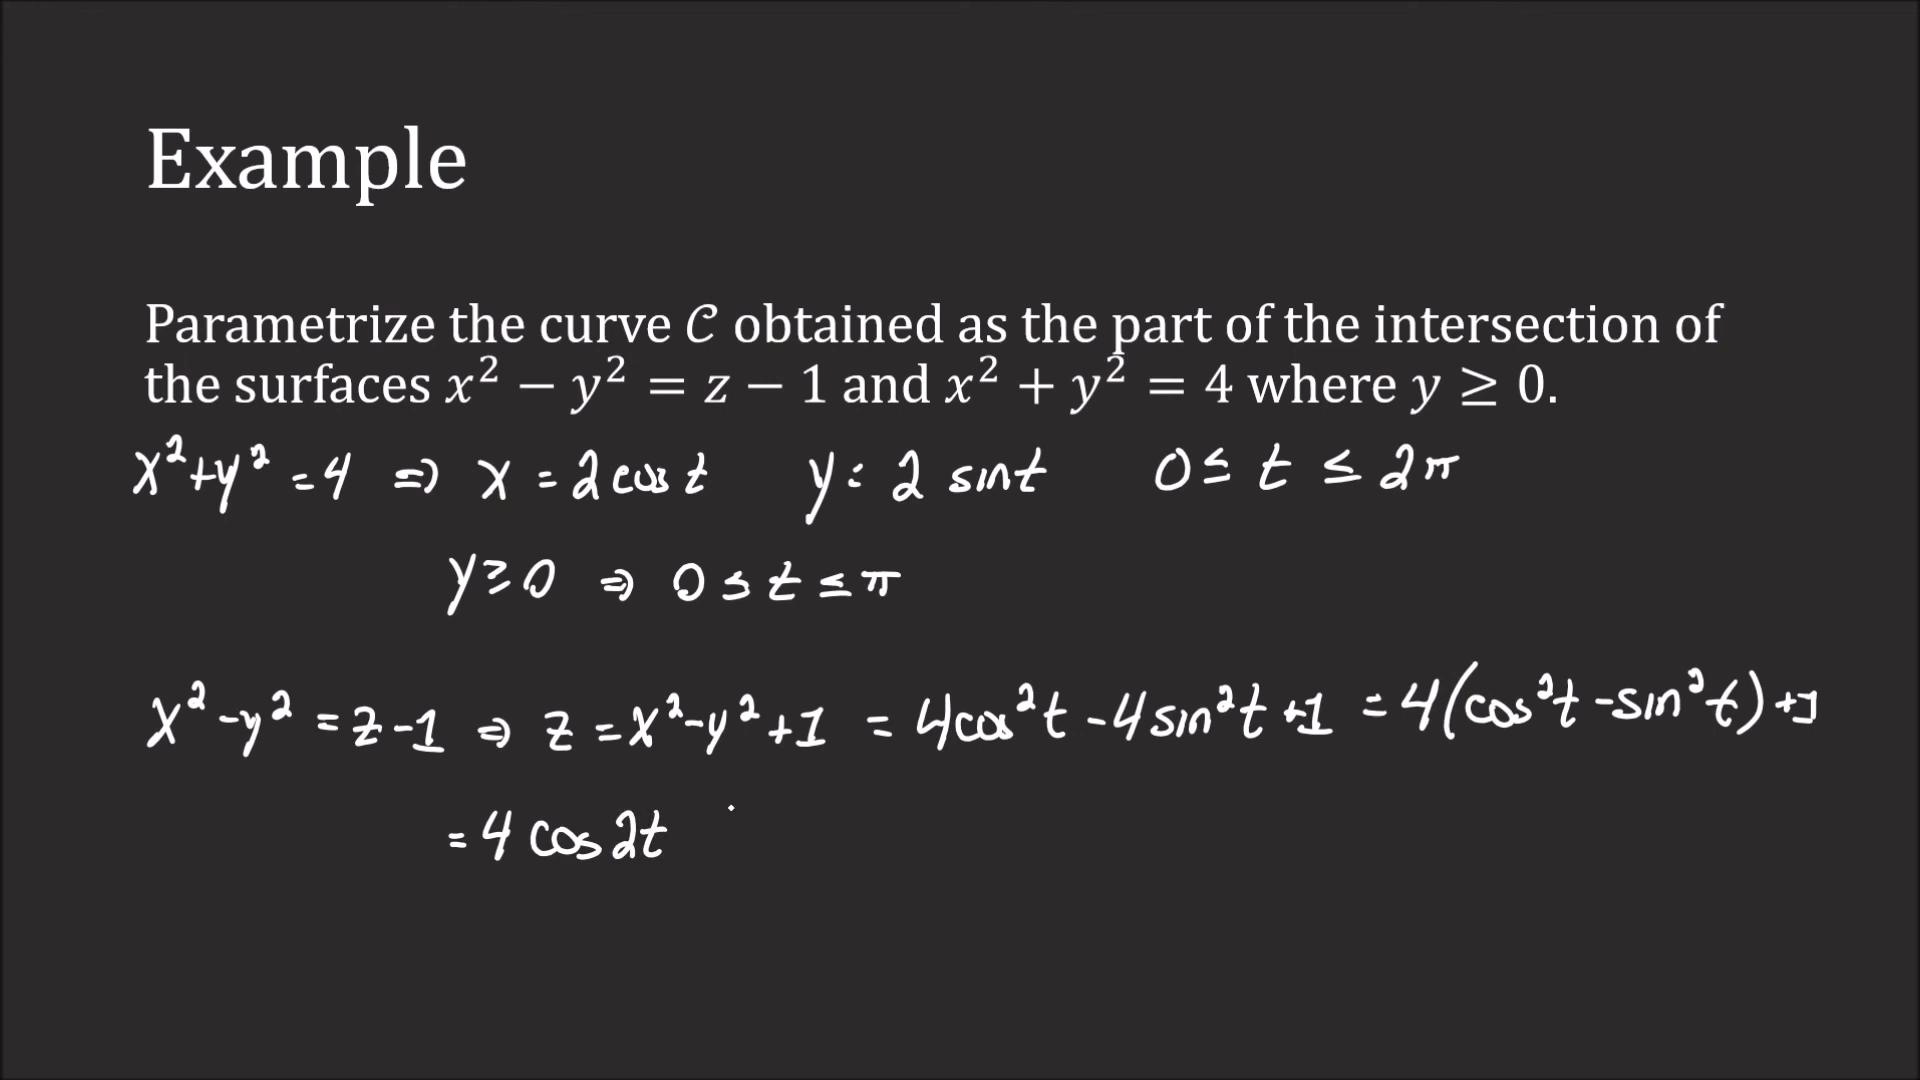 Example
Parametrize the curve 𝒞 obtained as the part of the intersection of
the surfaces x² − y² = z − 1 and x² + y² = 4 where y ≥ 0.
x²+y² = 4 ⇒ x = 2 cos t y = 2 sin t 0 ≤ t ≤ 2π
y ≥ 0 ⇒ 0 ≤ t ≤ π
x² - y² = z - 1 ⇒ z = x² - y² + 1 = 4cos²t - 4sin²t + 1 = 4(cos²t - sin²t) + 1
= 4 cos 2t